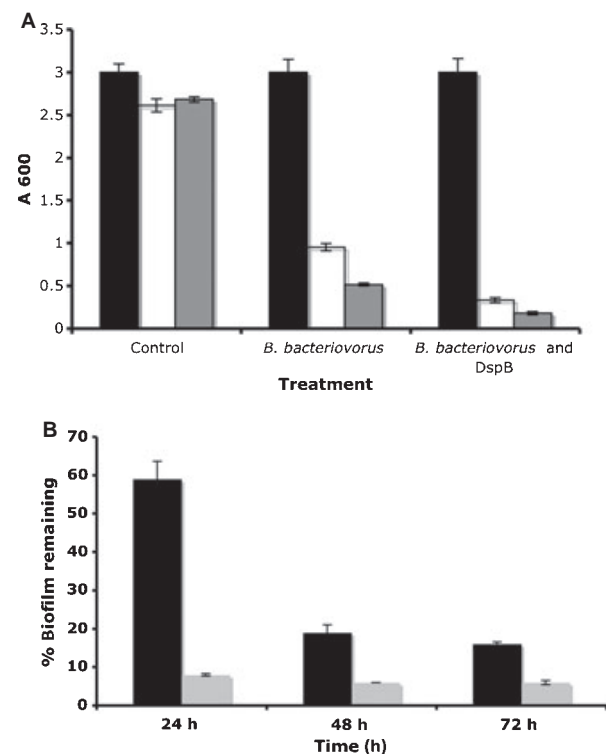 A
3.5
3
2.5
2
1.5
1
0.5
0
A 600
Control
B. bacteriovorus
B. bacteriovorus and
DspB
Treatment
B
70
60
50
40
30
20
10
0
% Biofilm remaining
24 h
48 h
72 h
Time (h)